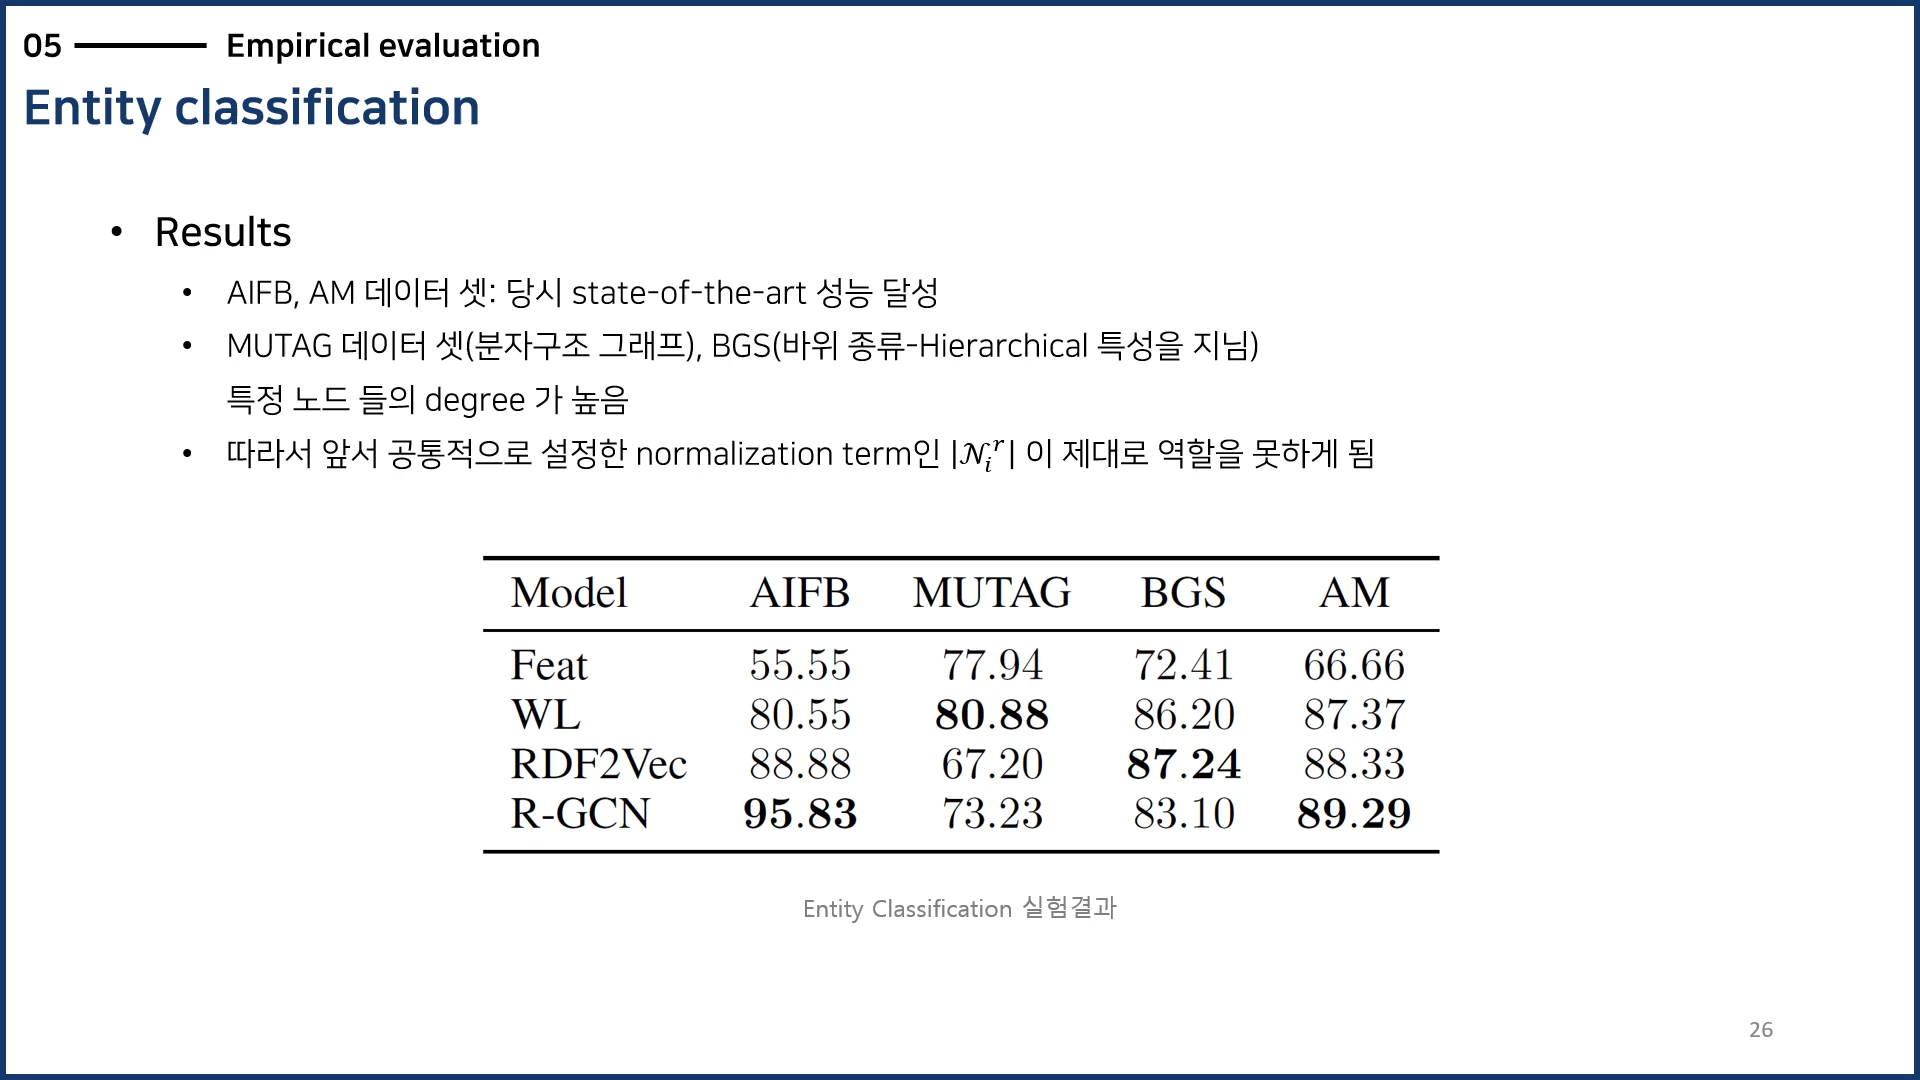 05 Empirical evaluation
Entity classification
• Results
• AIFB, AM 데이터 셋: 당시 state-of-the-art 성능 달성
• MUTAG 데이터 셋(분자구조 그래프), BGS(바위 종류-Hierarchical 특성을 지님)
특정 노드 들의 degree 가 높음
• 따라서 앞서 공통적으로 설정한 normalization term인 |𝒩ᵢʳ| 이 제대로 역할을 못하게 됨
Model AIFB MUTAG BGS AM
Feat 55.55 77.94 72.41 66.66
WL 80.55 80.88 86.20 87.37
RDF2Vec 88.88 67.20 87.24 88.33
R-GCN 95.83 73.23 83.10 89.29
Entity Classification 실험결과
26